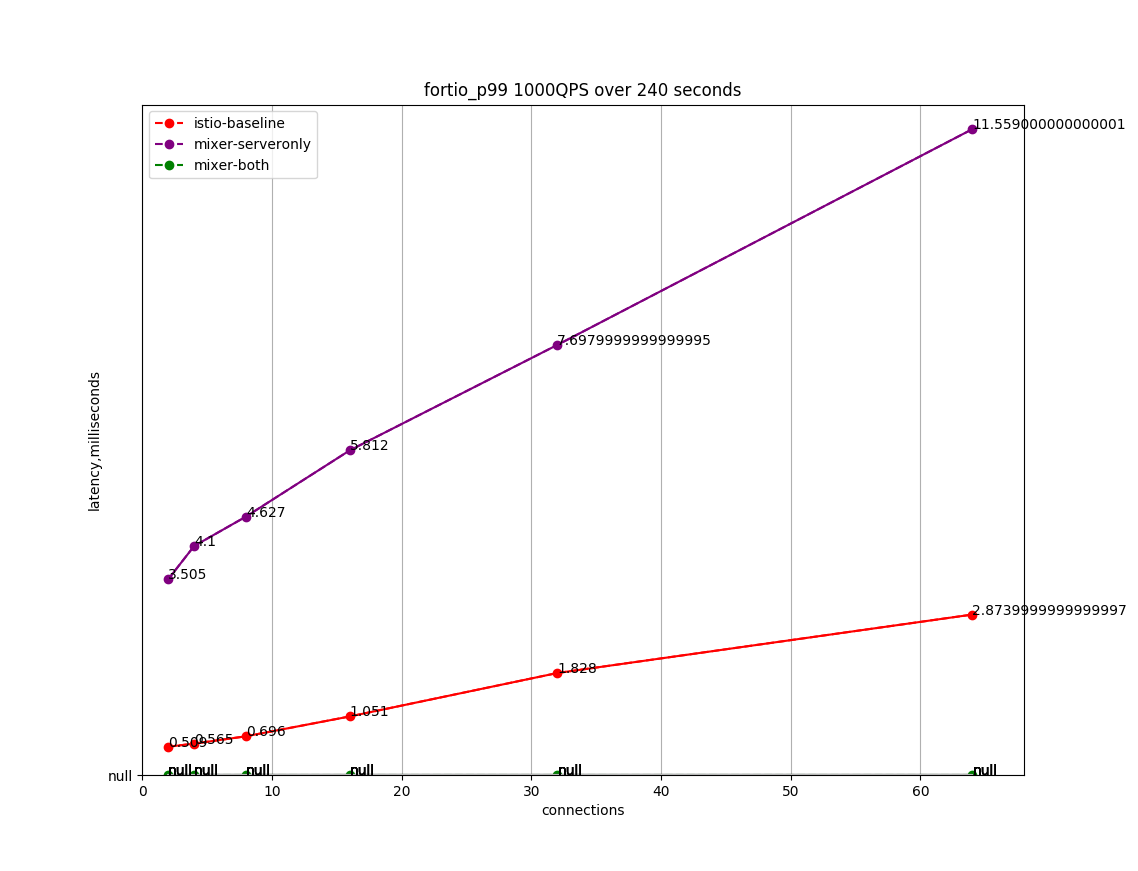 fortio_p99 1000QPS over 240 seconds
istio-baseline
mixer-serveronly
mixer-both
11.559000000000001
7.6979999999999995
5.812
4.627
4.1
3.505
2.8739999999999997
1.828
1.051
0.696
0.565
null null null null null null
null
0 10 20 30 40 50 60
connections
latency,milliseconds